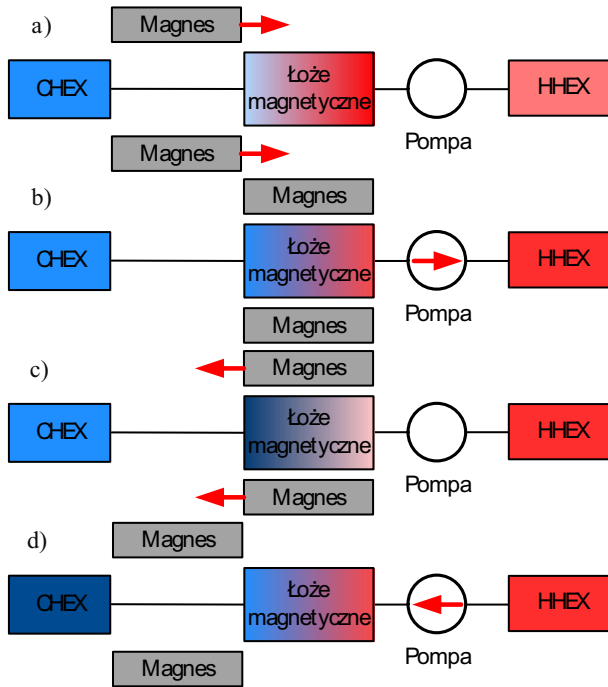 a)
Magnes
CHEX
Łoże
magnetyczne
HHEX
Pompa
Magnes
b)
Magnes
CHEX
Łoże
magnetyczne
HHEX
Pompa
Magnes
c)
Magnes
CHEX
Łoże
magnetyczne
HHEX
Pompa
Magnes
d)
Magnes
CHEX
Łoże
magnetyczne
HHEX
Pompa
Magnes